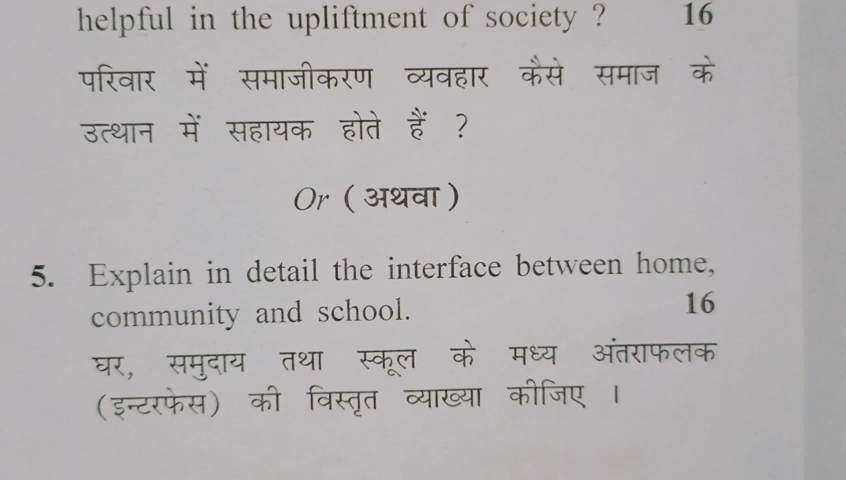 helpful in the upliftment of society ? 16
परिवार में समाजीकरण व्यवहार कैसे समाज के
उत्थान में सहायक होते हैं ?
Or ( अथवा )
5. Explain in detail the interface between home,
community and school. 16
घर, समुदाय तथा स्कूल के मध्य अंतराफलक
(इन्टरफेस) की विस्तृत व्याख्या कीजिए ।